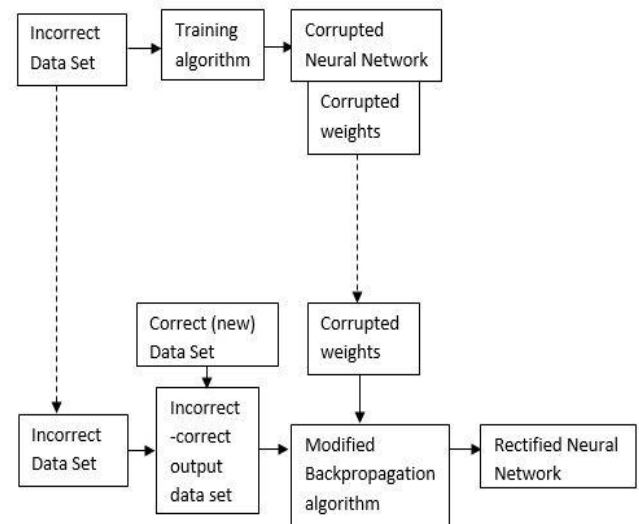 Incorrect
Data Set
Training
algorithm
Corrupted
Neural Network
Corrupted
weights
Correct (new)
Data Set
Corrupted
weights
Incorrect
Data Set
Incorrect
-correct
output
data set
Modified
Backpropagation
algorithm
Rectified Neural
Network